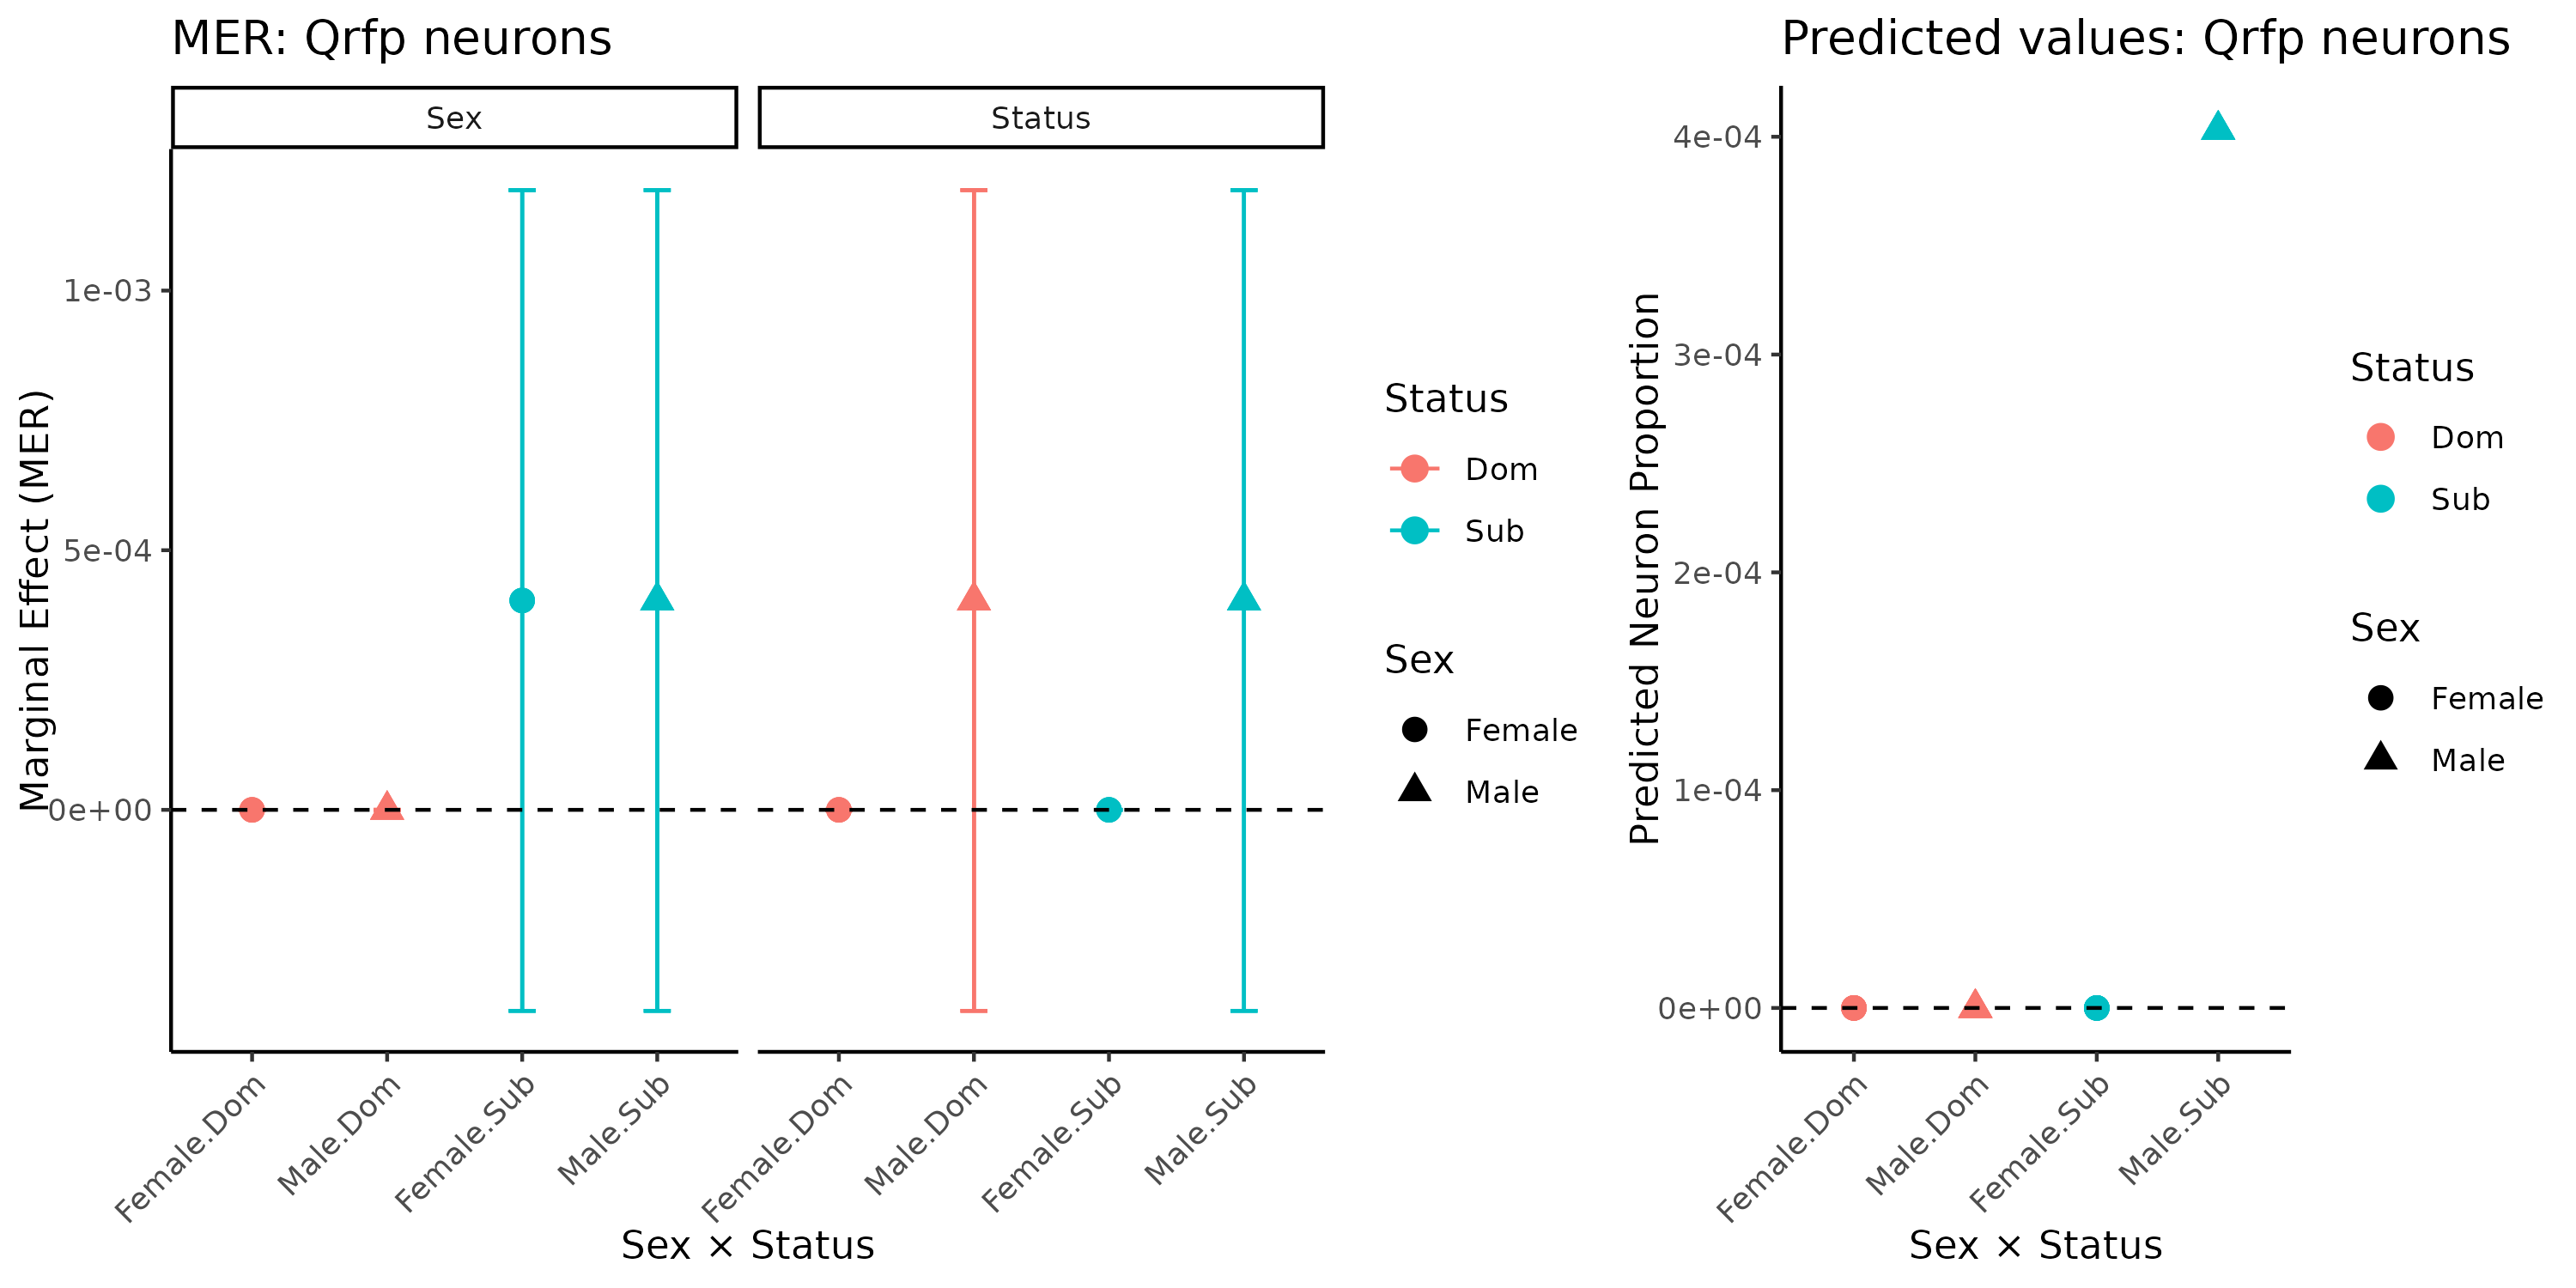 MER: Qrfp neurons
Sex
Status
Marginal Effect (MER)
1e-03
5e-04
0e+00
Female.Dom
Male.Dom
Female.Sub
Male.Sub
Female.Dom
Male.Dom
Female.Sub
Male.Sub
Sex × Status
Status
Dom
Sub
Sex
Female
Male
Predicted values: Qrfp neurons
Predicted Neuron Proportion
4e-04
3e-04
2e-04
1e-04
0e+00
Female.Dom
Male.Dom
Female.Sub
Male.Sub
Sex × Status
Status
Dom
Sub
Sex
Female
Male